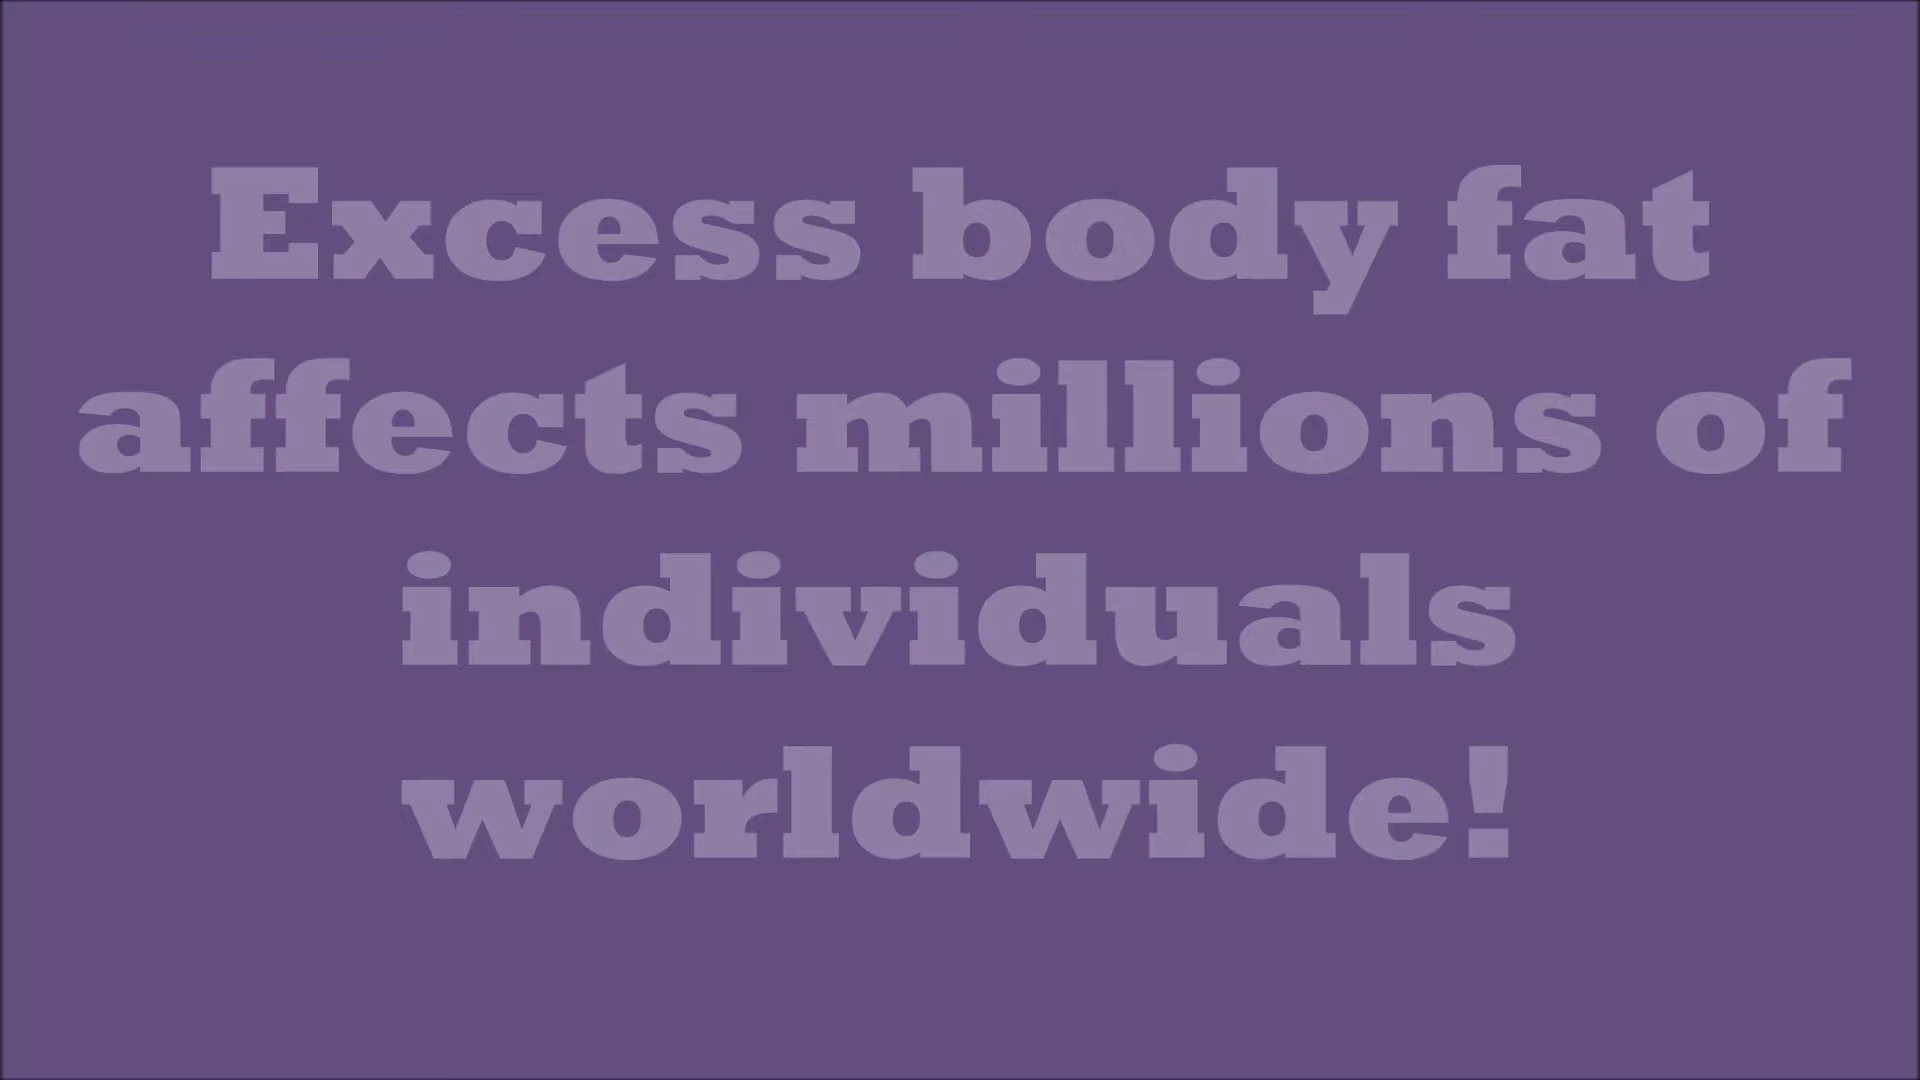 Excess body fat
affects millions of
individuals
worldwide!